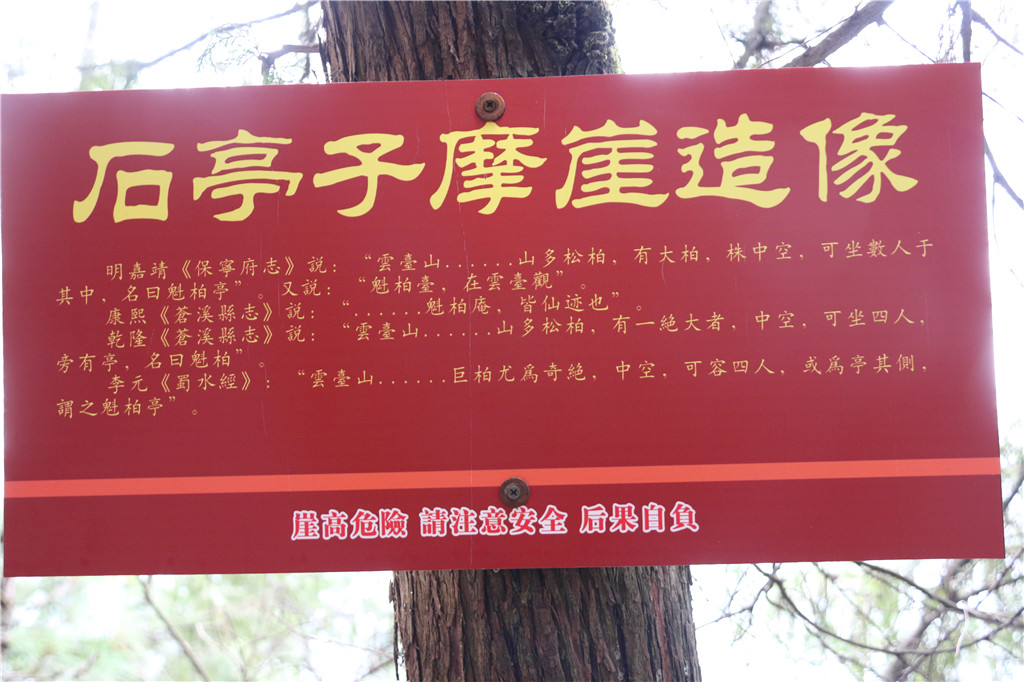 石亭子摩崖造像
明嘉靖《保寧府志》説：“雲臺山......山多松柏，有大柏，株中空，可坐數人于
其中，名曰魁柏亭”。又説：“魁柏臺，在雲臺觀”。
康熙《蒼溪縣志》説：“......魁柏庵，皆仙迹也”。
乾隆《蒼溪縣志》説：“雲臺山.......山多松柏，有一絶大者，中空，可坐四人，
旁有亭，名曰魁柏”。
李元《蜀水經》：“雲臺山......巨柏尤爲奇絶，中空，可容四人，或爲亭其側，
謂之魁柏亭”。
崖高危險 請注意安全 后果自負